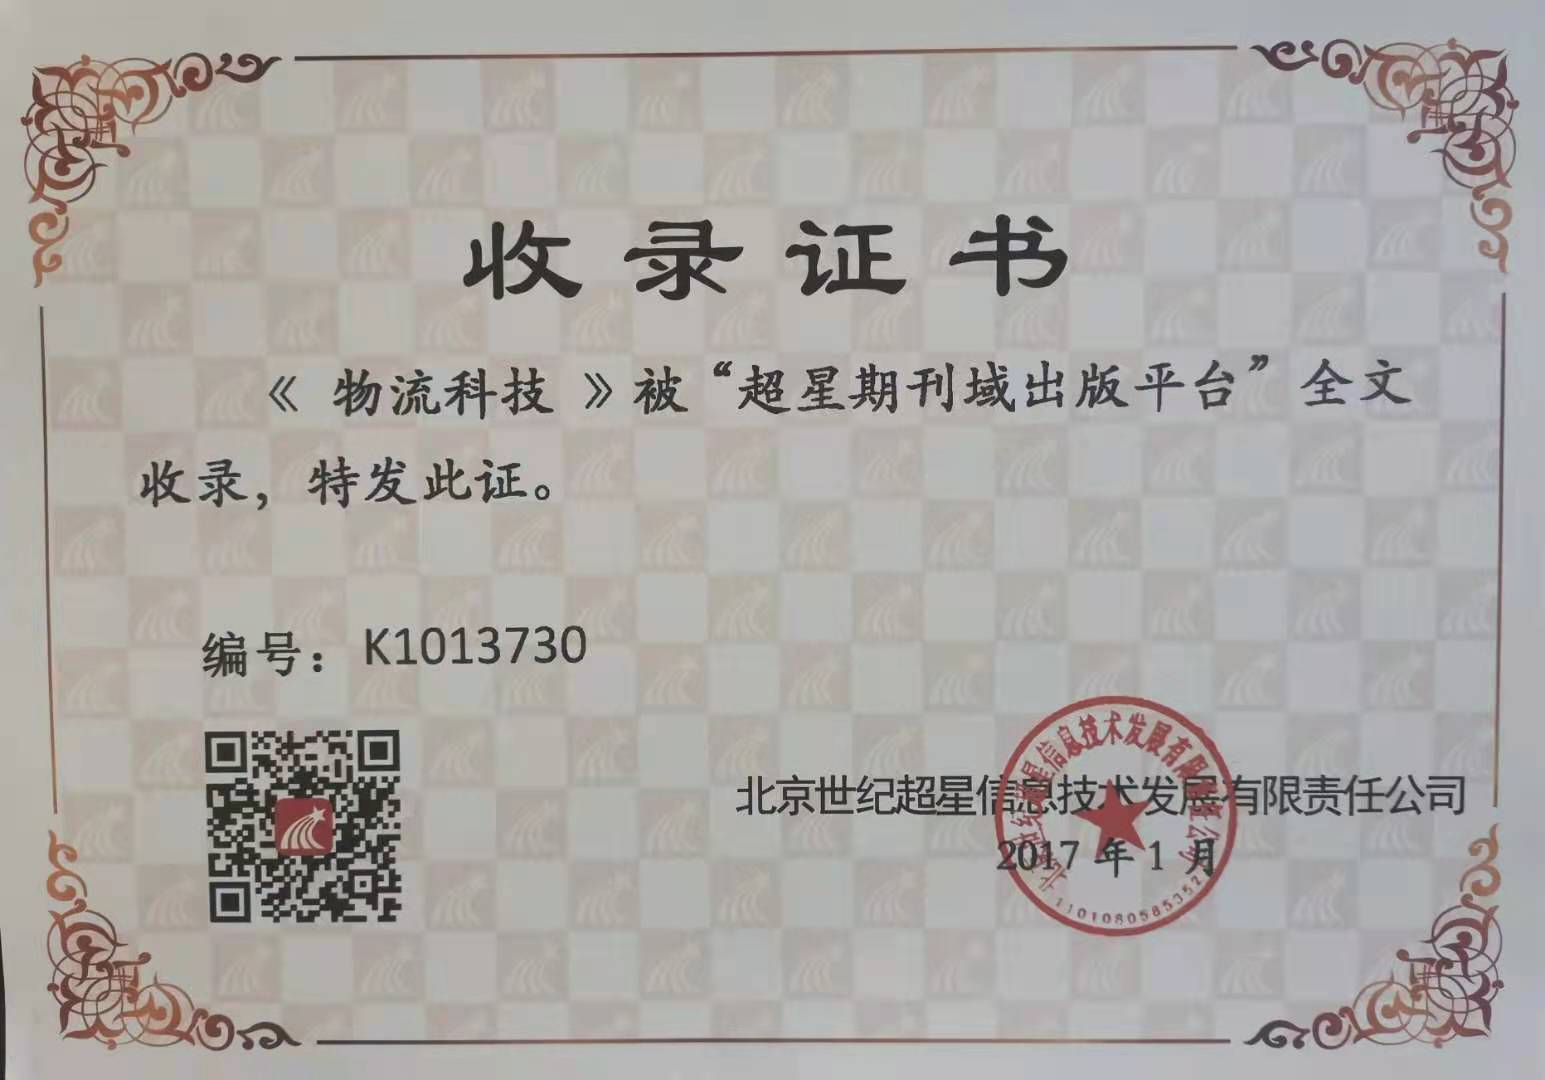 收录证书
《 物流科技 》被“超星期刊域出版平台”全文
收录，特发此证。
编号： K1013730
北京世纪超星信息技术发展有限责任公司
2017 年 1 月